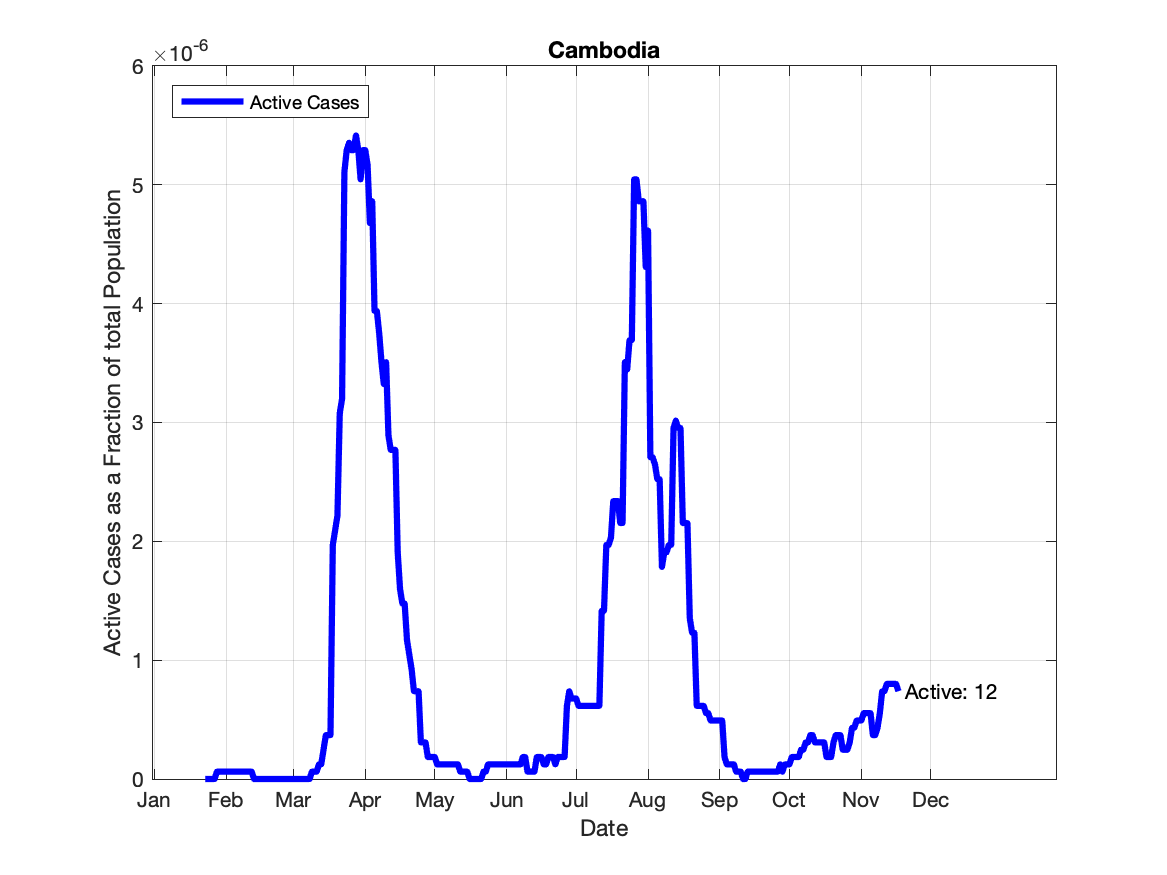 Cambodia
×10-6
Active Cases
6
5
4
3
2
1
0
Active Cases as a Fraction of total Population
Active: 12
Jan Feb Mar Apr May Jun Jul Aug Sep Oct Nov Dec
Date